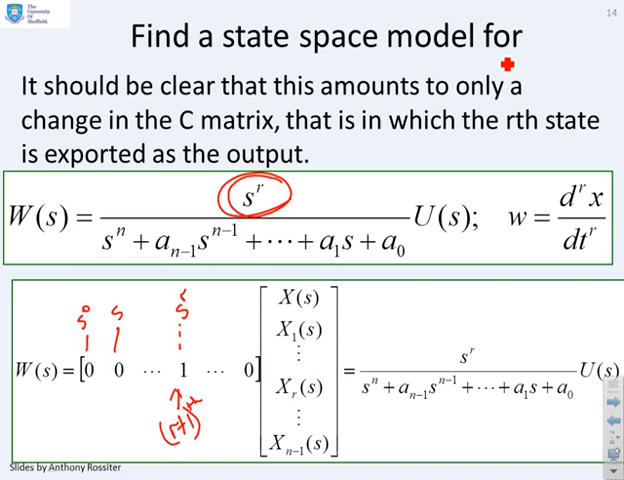 The University Of Sheffield
14
Find a state space model for
It should be clear that this amounts to only a
change in the C matrix, that is in which the rth state
is exported as the output.
W(s) = s^r / (s^n + a_{n-1}s^{n-1} + ⋯ + a_1s + a_0) U(s); w = d^r x / dt^r
s^0 s s^r
W(s) = [0 0 ⋯ 1 ⋯ 0] [X(s) X_1(s) ⋮ X_r(s) ⋮ X_{n-1}(s)] = s^r / (s^n + a_{n-1}s^{n-1} + ⋯ + a_1s + a_0) U(s)
(r+1)
Slides by Anthony Rossiter